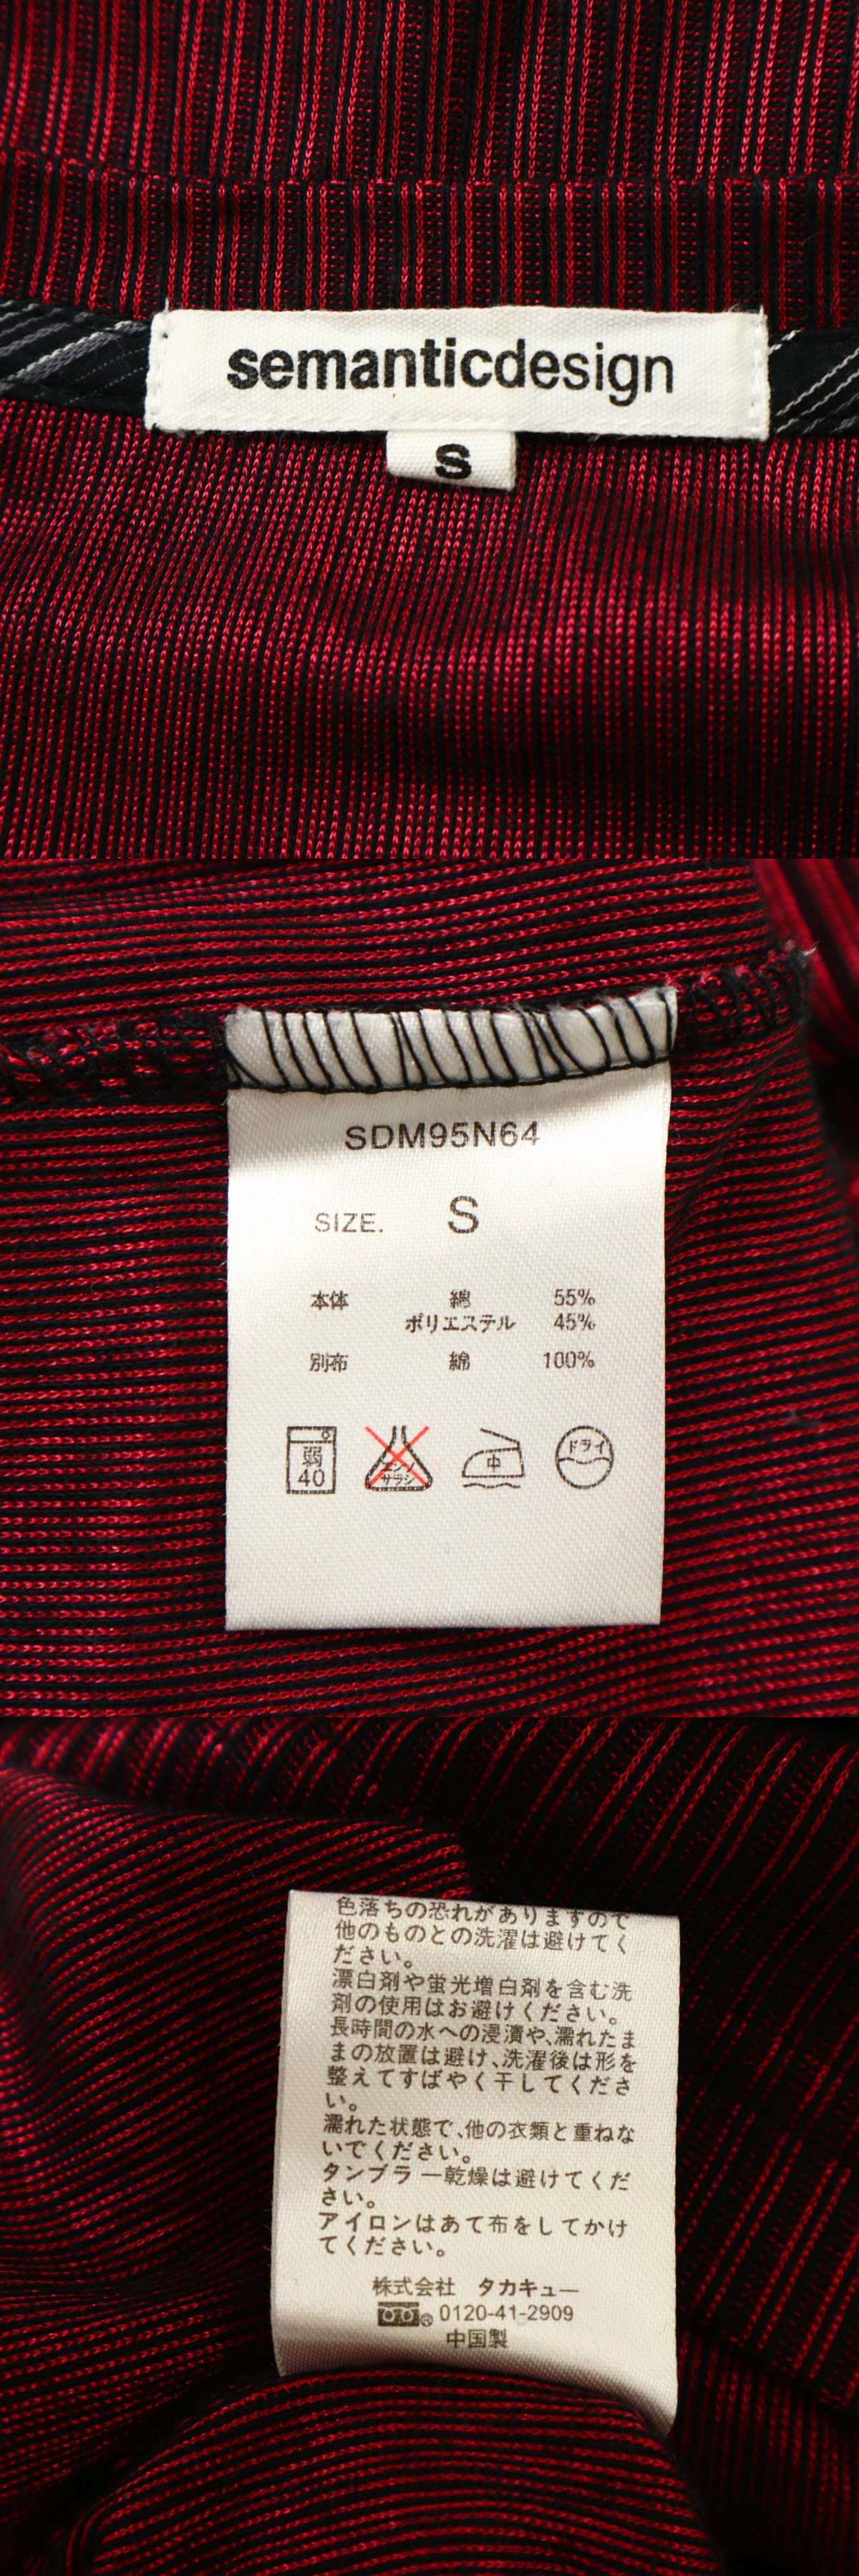 semanticdesign
S
SDM95N64
SIZE. S
本体 綿 55%
ポリエステル 45%
別布 綿 100%
弱 エンソ 中 ドライ
40 サラシ
色落ちの恐れがありますので
他のものとの洗濯は避けてく
ださい。
漂白剤や蛍光増白剤を含む洗
剤の使用はお避けください。
長時間の水への浸漬や、濡れたま
まの放置は避け、洗濯後は形を
整えてすばやく干してくださ
い。
濡れた状態で、他の衣類と重ねな
いでください。
タンブラー乾燥は避けてくだ
さい。
アイロンはあて布をしてかけ
てください。
株式会社 タカキュー
® 0120-41-2909
中国製